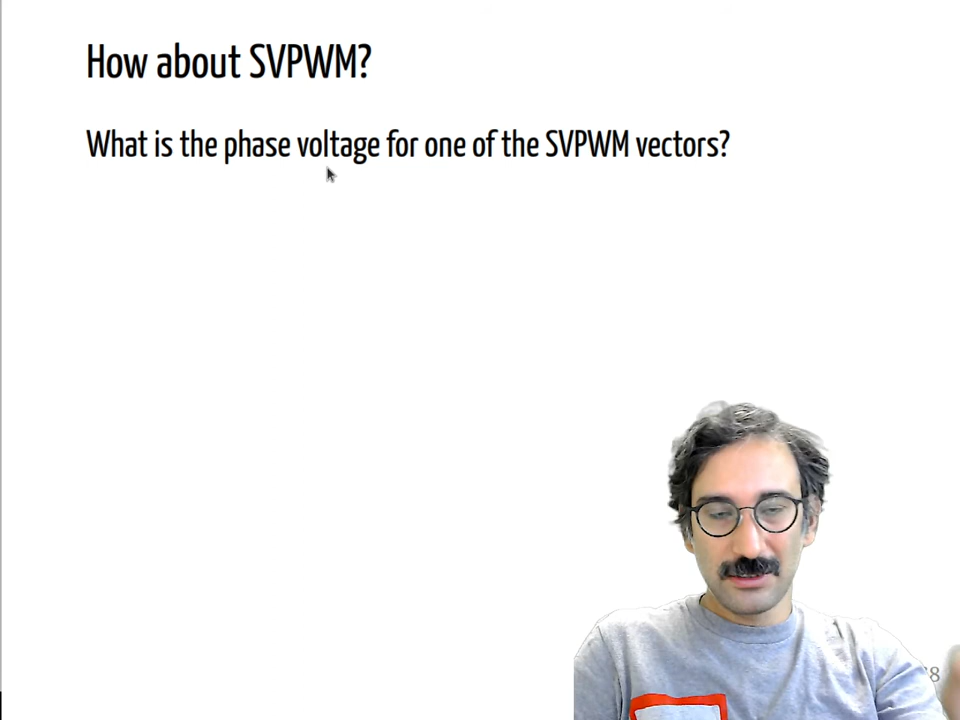 How about SVPWM?
What is the phase voltage for one of the SVPWM vectors?